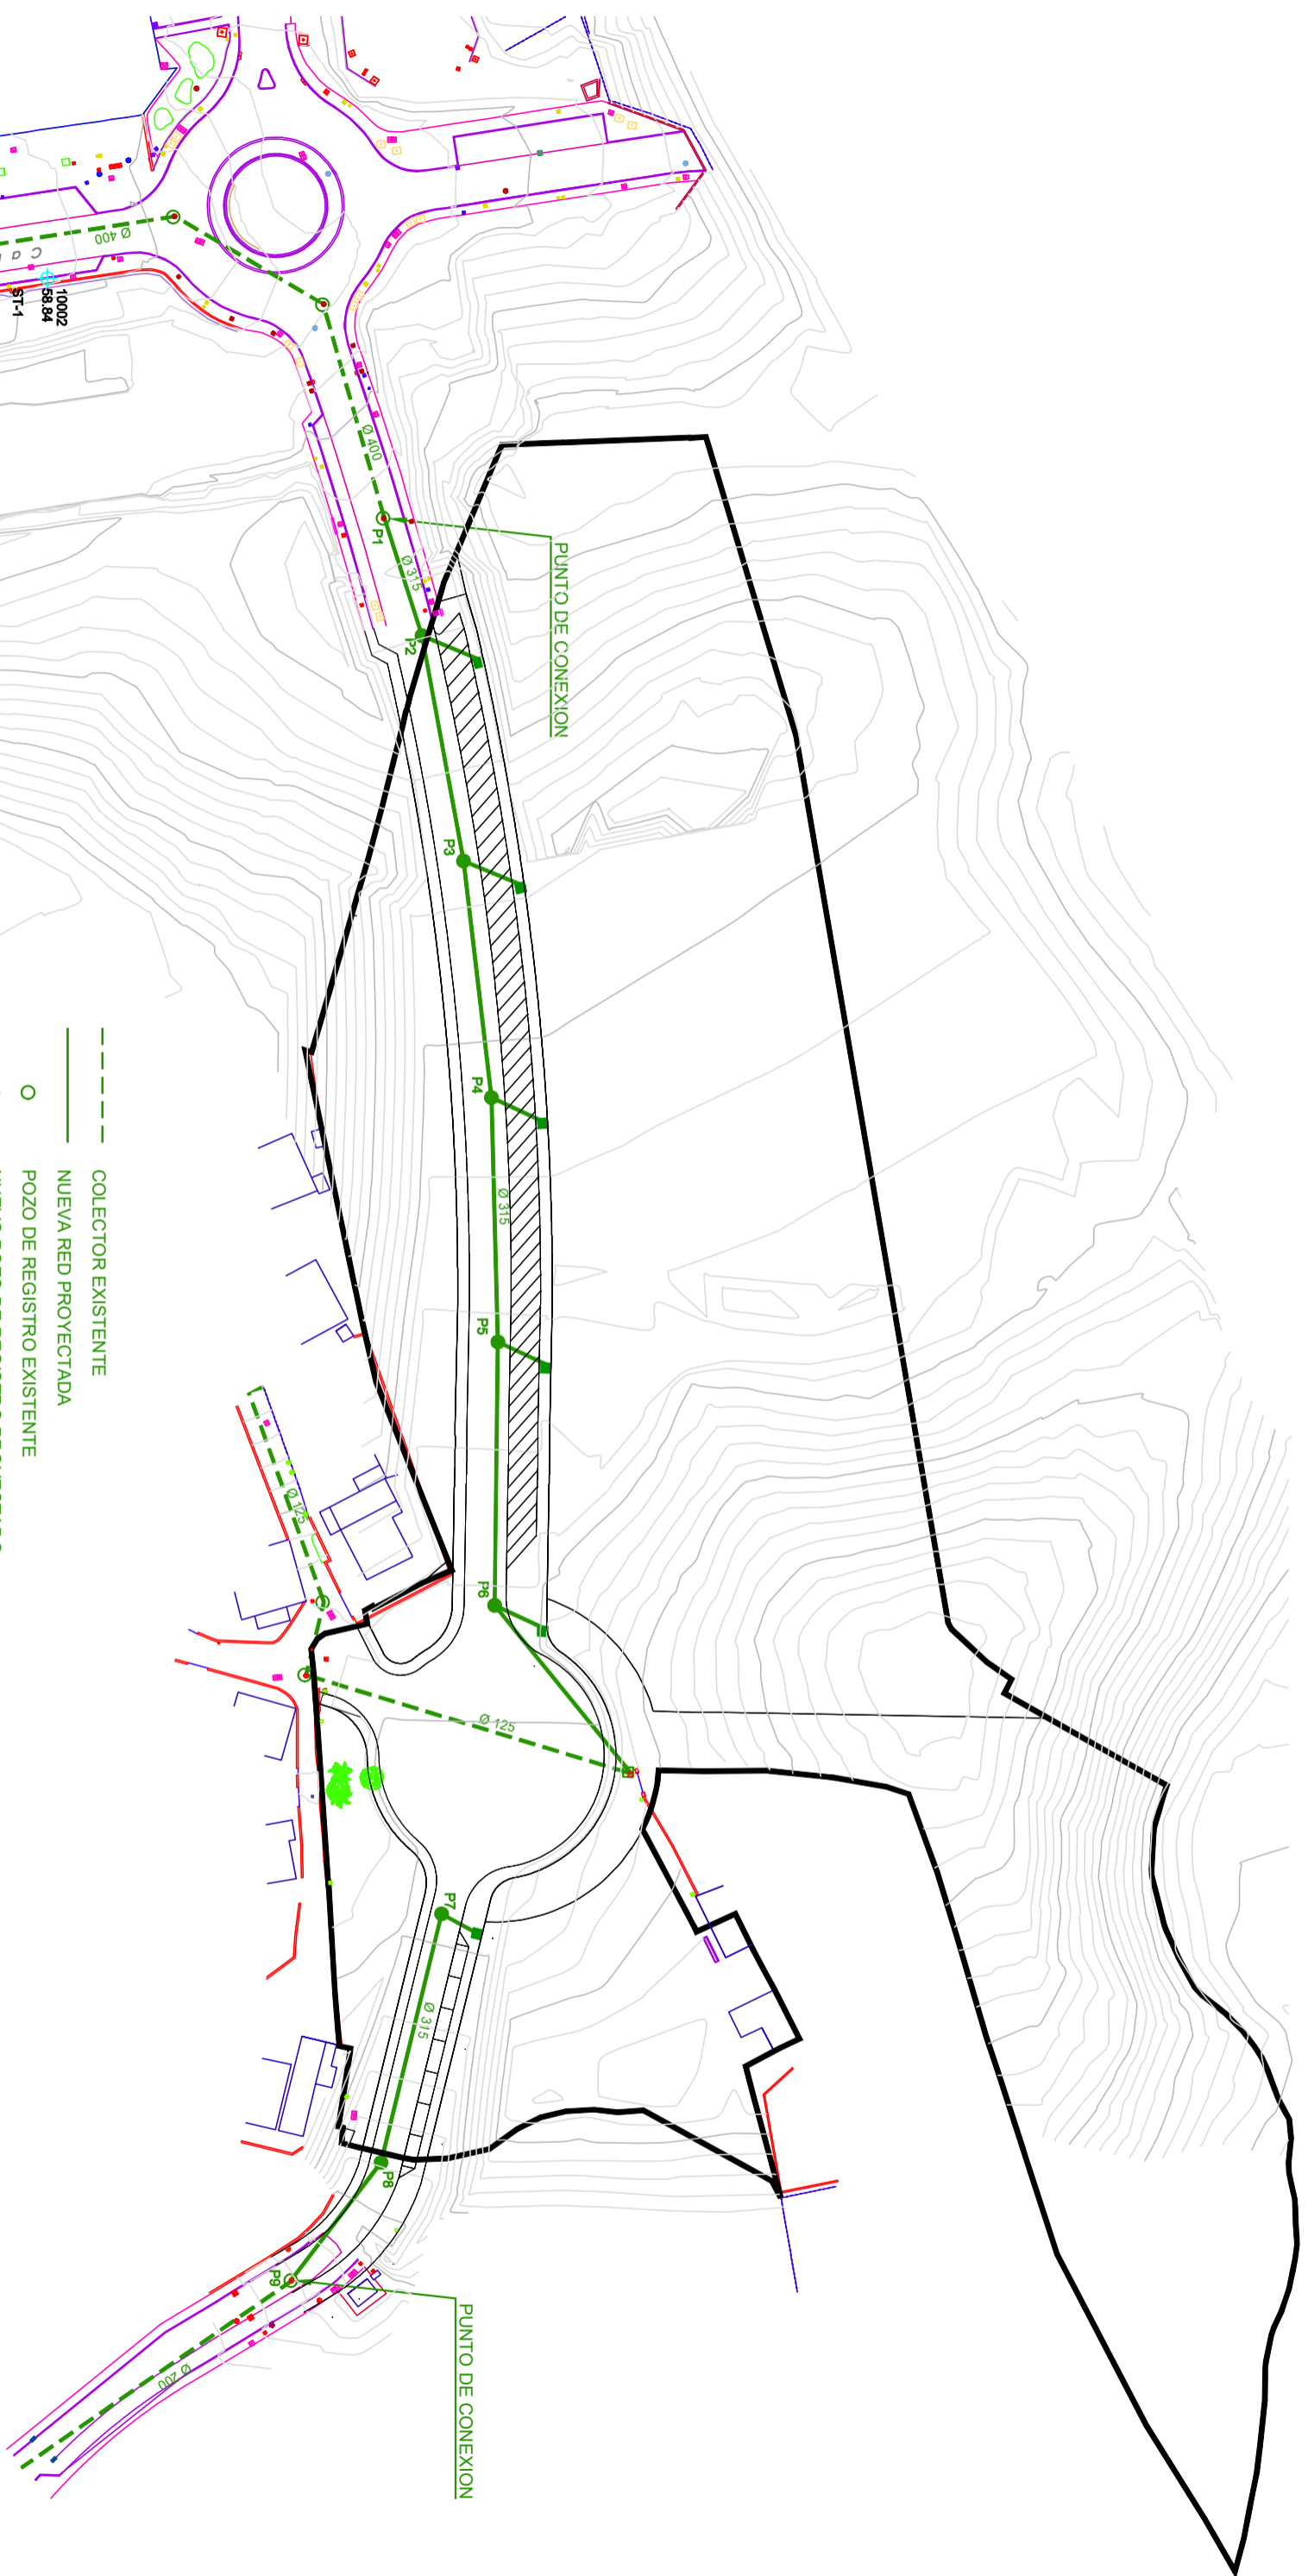 Ø 400
10002
58.84
ST-1
Ø 400
P1
PUNTO DE CONEXION
Ø 315
P2
P3
P4
Ø 315
P5
P6
Ø 125
Ø 125
P7
Ø 315
P8
P9
PUNTO DE CONEXION
Ø 200
COLECTOR EXISTENTE
NUEVA RED PROYECTADA
POZO DE REGISTRO EXISTENTE